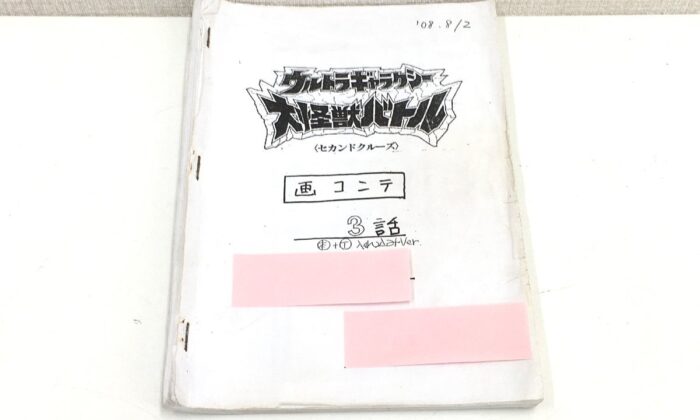 '08.8/2
ウルトラギャラクシー
大怪獣バトル
〈セカンドクルーズ〉
画コンテ
3話
Ver.